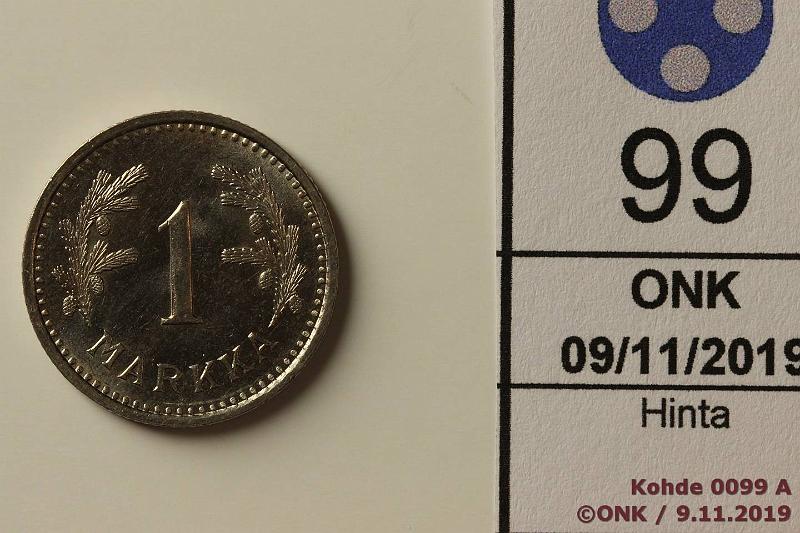 1
MARKKA
99
ONK
09/11/2019
Hinta
Kohde 0099 A
©ONK / 9.11.2019